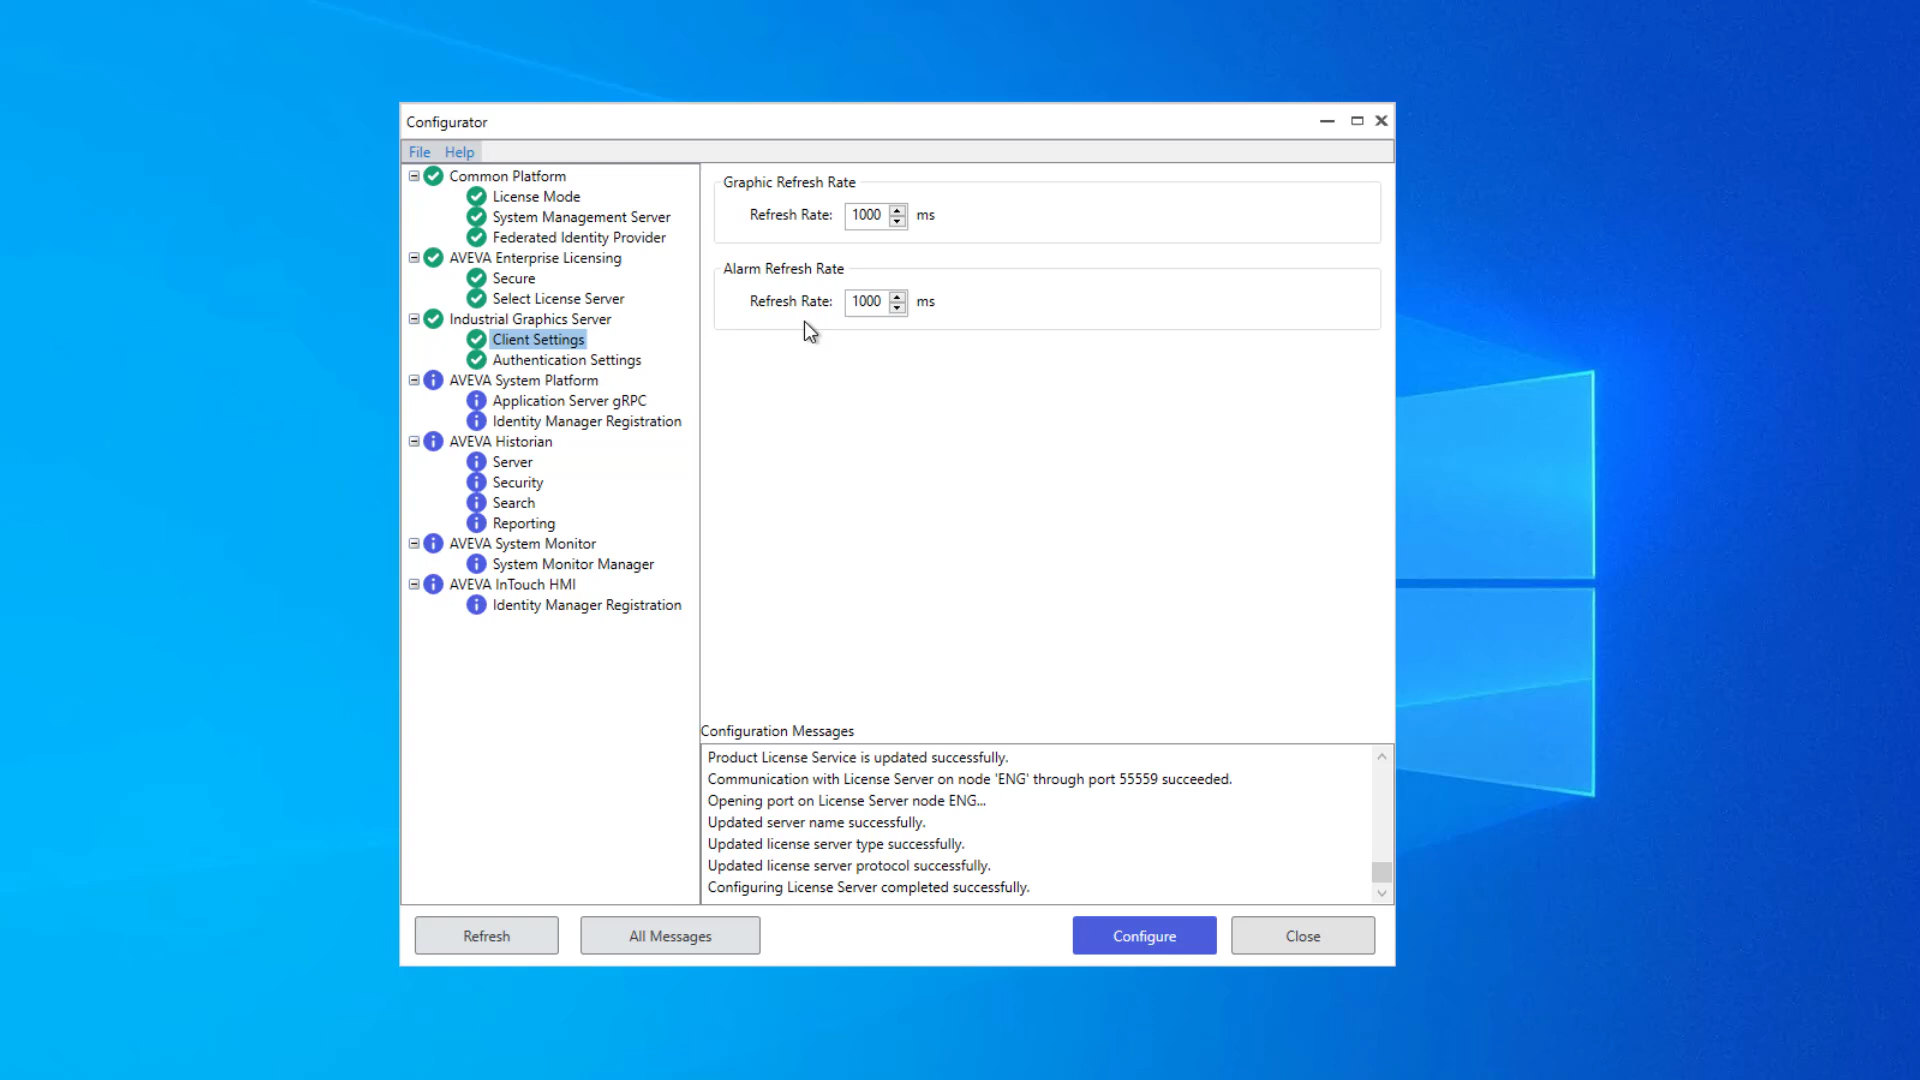 Configurator
File Help
Common Platform
License Mode
System Management Server
Federated Identity Provider
AVEVA Enterprise Licensing
Secure
Select License Server
Industrial Graphics Server
Client Settings
Authentication Settings
AVEVA System Platform
Application Server gRPC
Identity Manager Registration
AVEVA Historian
Server
Security
Search
Reporting
AVEVA System Monitor
System Monitor Manager
AVEVA InTouch HMI
Identity Manager Registration
Graphic Refresh Rate
Refresh Rate: 1000 ms
Alarm Refresh Rate
Refresh Rate: 1000 ms
Configuration Messages
Product License Service is updated successfully.
Communication with License Server on node 'ENG' through port 55559 succeeded.
Opening port on License Server node ENG...
Updated server name successfully.
Updated license server type successfully.
Updated license server protocol successfully.
Configuring License Server completed successfully.
Refresh All Messages Configure Close